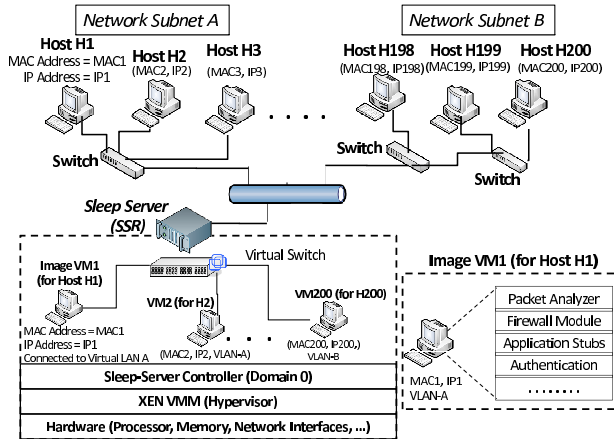 Network Subnet A
Network Subnet B
Host H1
MAC Address = MAC1
IP Address = IP1
Host H2
(MAC2, IP2)
Host H3
(MAC3, IP3)
Host H198
(MAC198, IP198)
Host H199
(MAC199, IP199)
Host H200
(MAC200, IP200)
. . . .
Switch
Switch
Switch
Sleep Server
(SSR)
Virtual Switch
Image VM1
(for Host H1)
MAC Address = MAC1
IP Address = IP1
Connected to Virtual LAN A
VM2 (for H2)
(MAC2, IP2, VLAN-A)
. . .
VM200 (for H200)
(MAC200, IP200,)
VLAN-B
Sleep-Server Controller (Domain 0)
XEN VMM (Hypervisor)
Hardware (Processor, Memory, Network Interfaces, ...)
Image VM1 (for Host H1)
MAC1, IP1
VLAN-A
Packet Analyzer
Firewall Module
Application Stubs
Authentication
........